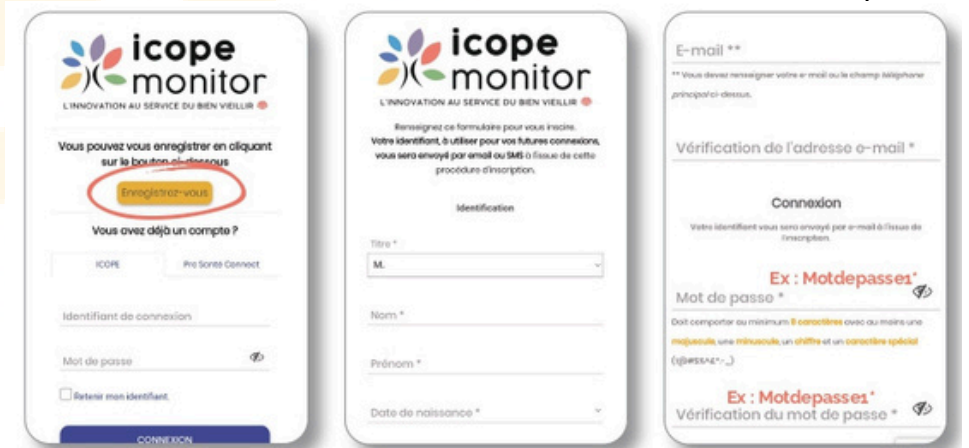 icope
monitor
L'INNOVATION AU SERVICE DU BIEN VIEILLIR
Vous pouvez vous enregistrer en cliquant
sur le bouton ci-dessous
Enregistrez-vous
Vous avez déjà un compte ?
ICOPE
Pro Santé Connect
Identifiant de connexion
Mot de passe
Retenir mon identifiant.
CONNEXION
icope
monitor
L'INNOVATION AU SERVICE DU BIEN VIEILLIR
Renseignez ce formulaire pour vous inscire.
Votre identifiant, à utiliser pour vos futures connexions,
vous sera envoyé par email ou SMS à l'issue de cette
procédure d'inscription.
Identification
Titre *
M.
Nom *
Prénom *
Date de naissance *
E-mail **
** Vous devez renseigner votre e-mail ou le champ téléphone
principal ci-dessus.
Vérification de l'adresse e-mail *
Connexion
Votre identifiant vous sera envoyé par e-mail à l'issue de
l'inscription.
Ex : Motdepasse1*
Mot de passe *
Doit comporter au minimum 8 caractères avec au moins une
majuscule, une minuscule, un chiffre et un caractère spécial
Ex : Motdepasse1*
Vérification du mot de passe *